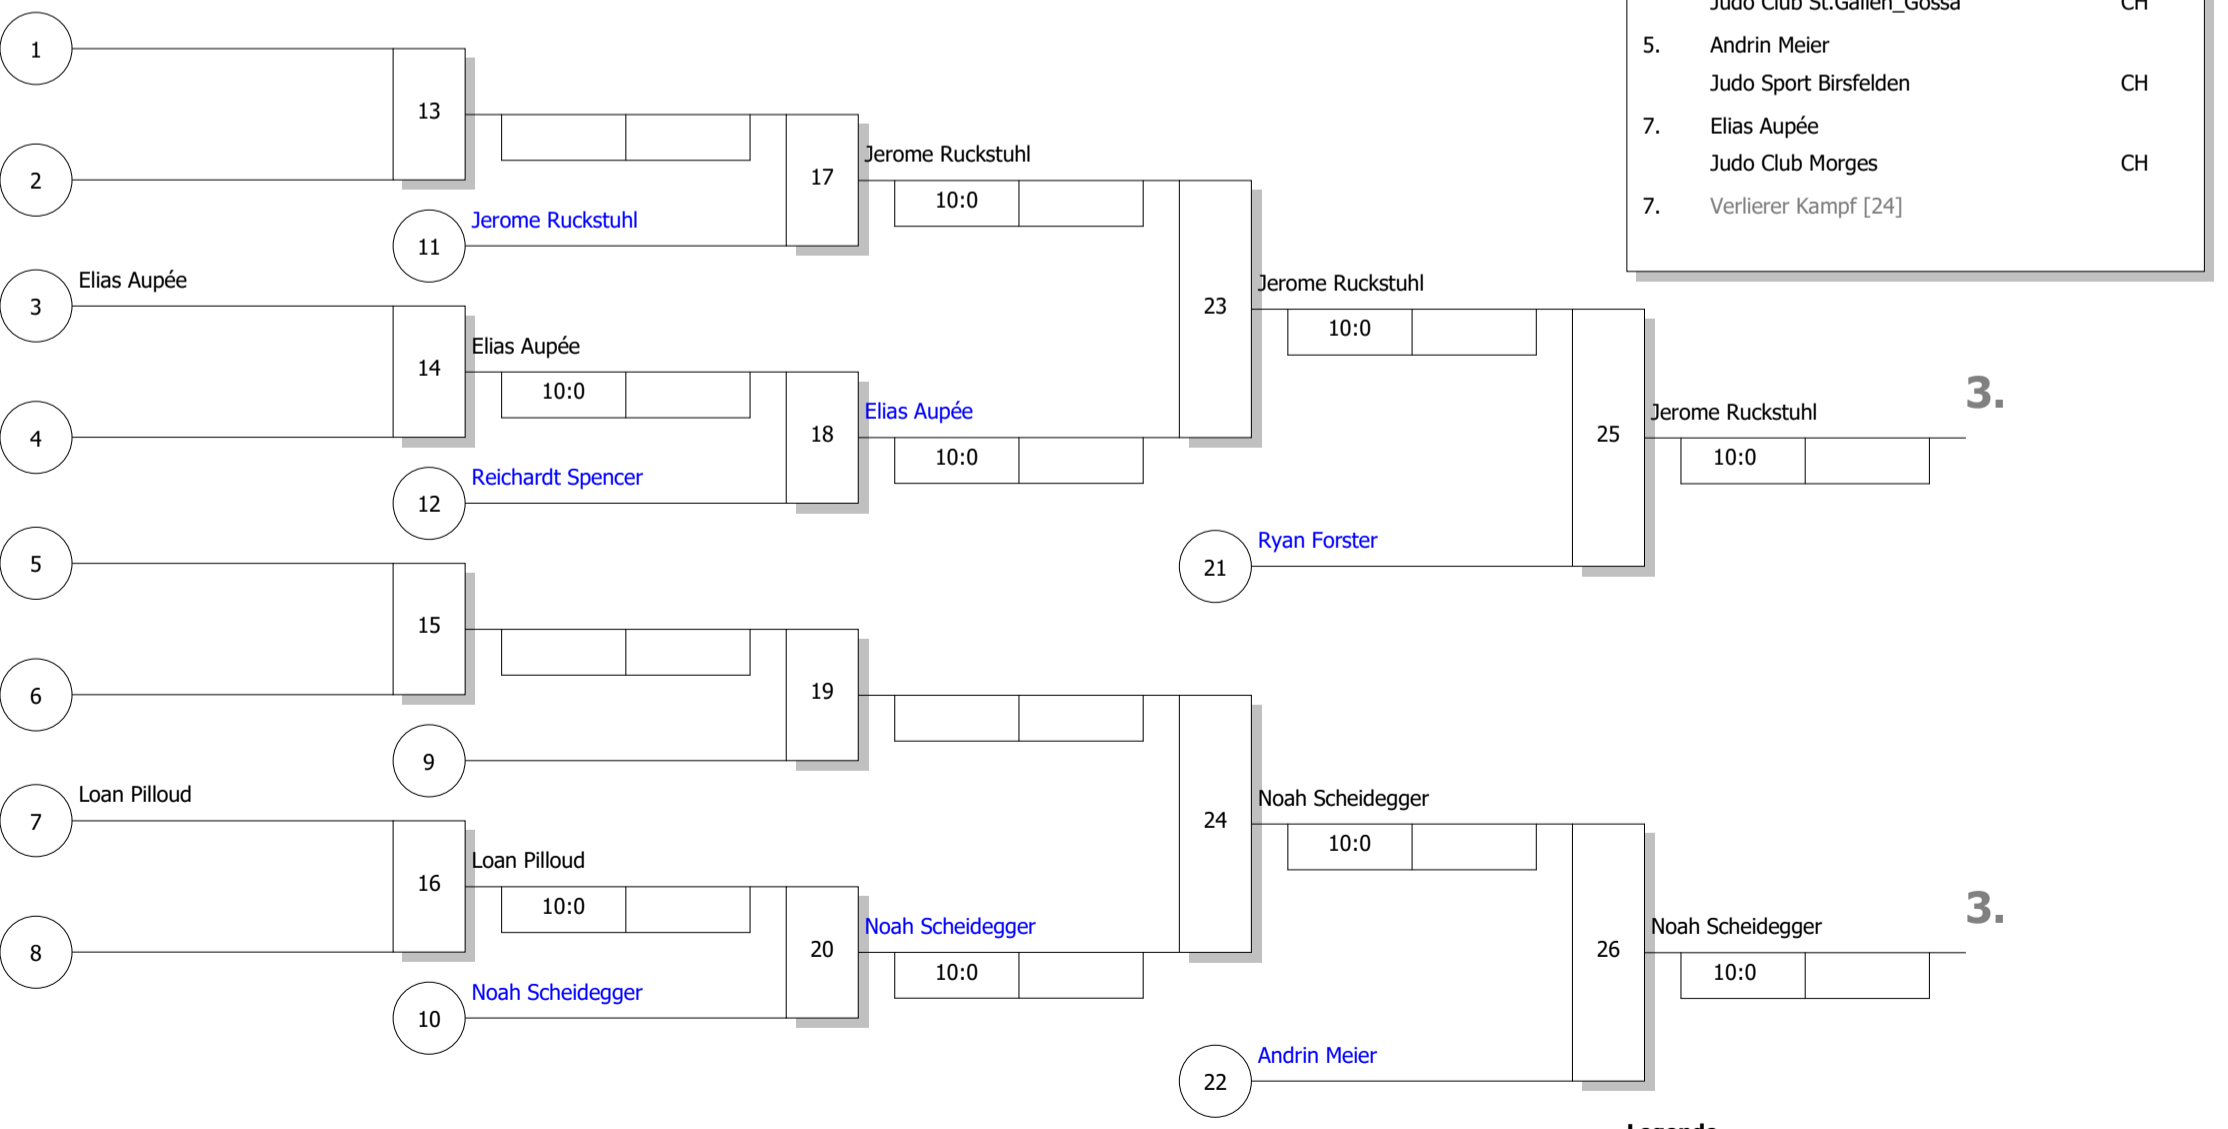 Judo Club St.Gallen_Gossa CH
5. Andrin Meier
Judo Sport Birsfelden CH
7. Elias Aupée
Judo Club Morges CH
7. Verlierer Kampf [24]
1
13
2
17
Jerome Ruckstuhl
10:0
11
Jerome Ruckstuhl
3
Elias Aupée
23
Jerome Ruckstuhl
10:0
14
Elias Aupée
10:0
4
18
Elias Aupée
10:0
12
Reichardt Spencer
25
Jerome Ruckstuhl
3.
10:0
21
Ryan Forster
5
15
6
19
9
7
Loan Pilloud
24
Noah Scheidegger
10:0
16
Loan Pilloud
10:0
8
20
Noah Scheidegger
10:0
10
Noah Scheidegger
26
Noah Scheidegger
3.
10:0
22
Andrin Meier